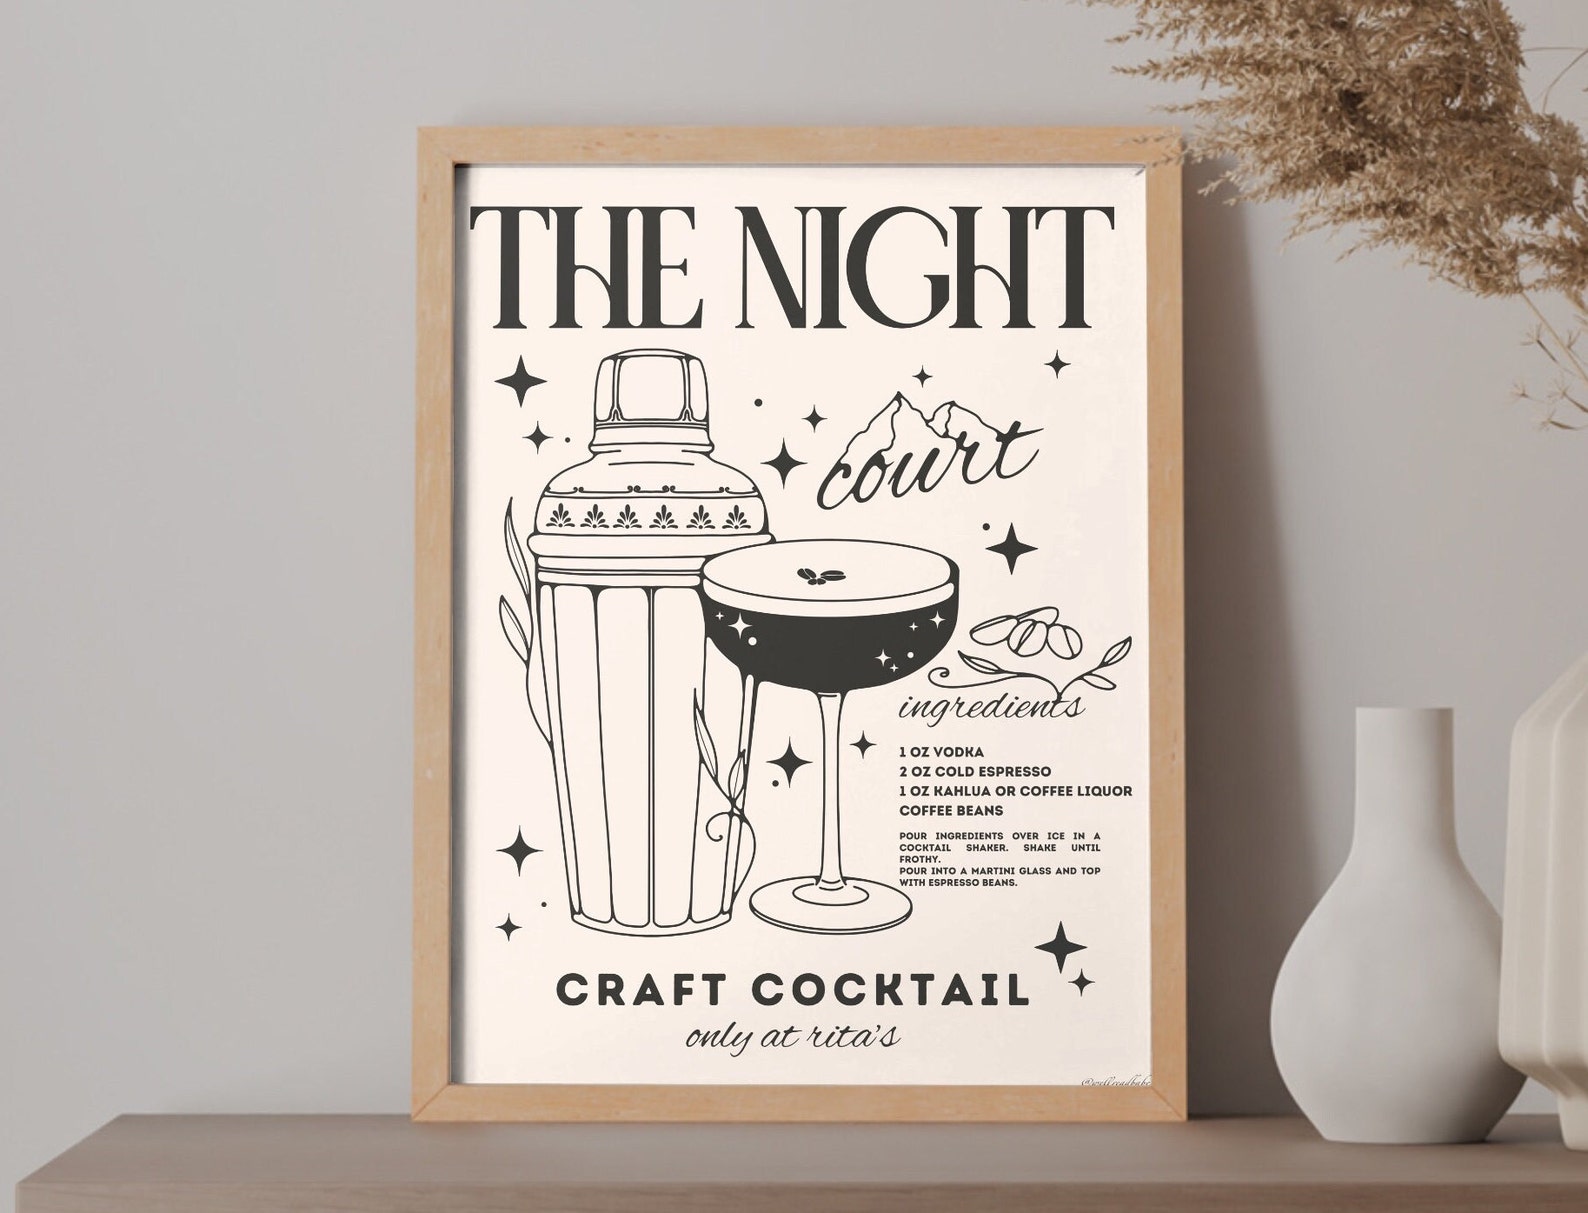 THE NIGHT
court
ingredients
1 OZ VODKA
2 OZ COLD ESPRESSO
1 OZ KAHLUA OR COFFEE LIQUOR
COFFEE BEANS
POUR INGREDIENTS OVER ICE IN A
COCKTAIL SHAKER. SHAKE UNTIL
FROTHY.
POUR INTO A MARTINI GLASS AND TOP
WITH ESPRESSO BEANS.
CRAFT COCKTAIL
only at rita's
@wellreadbabe